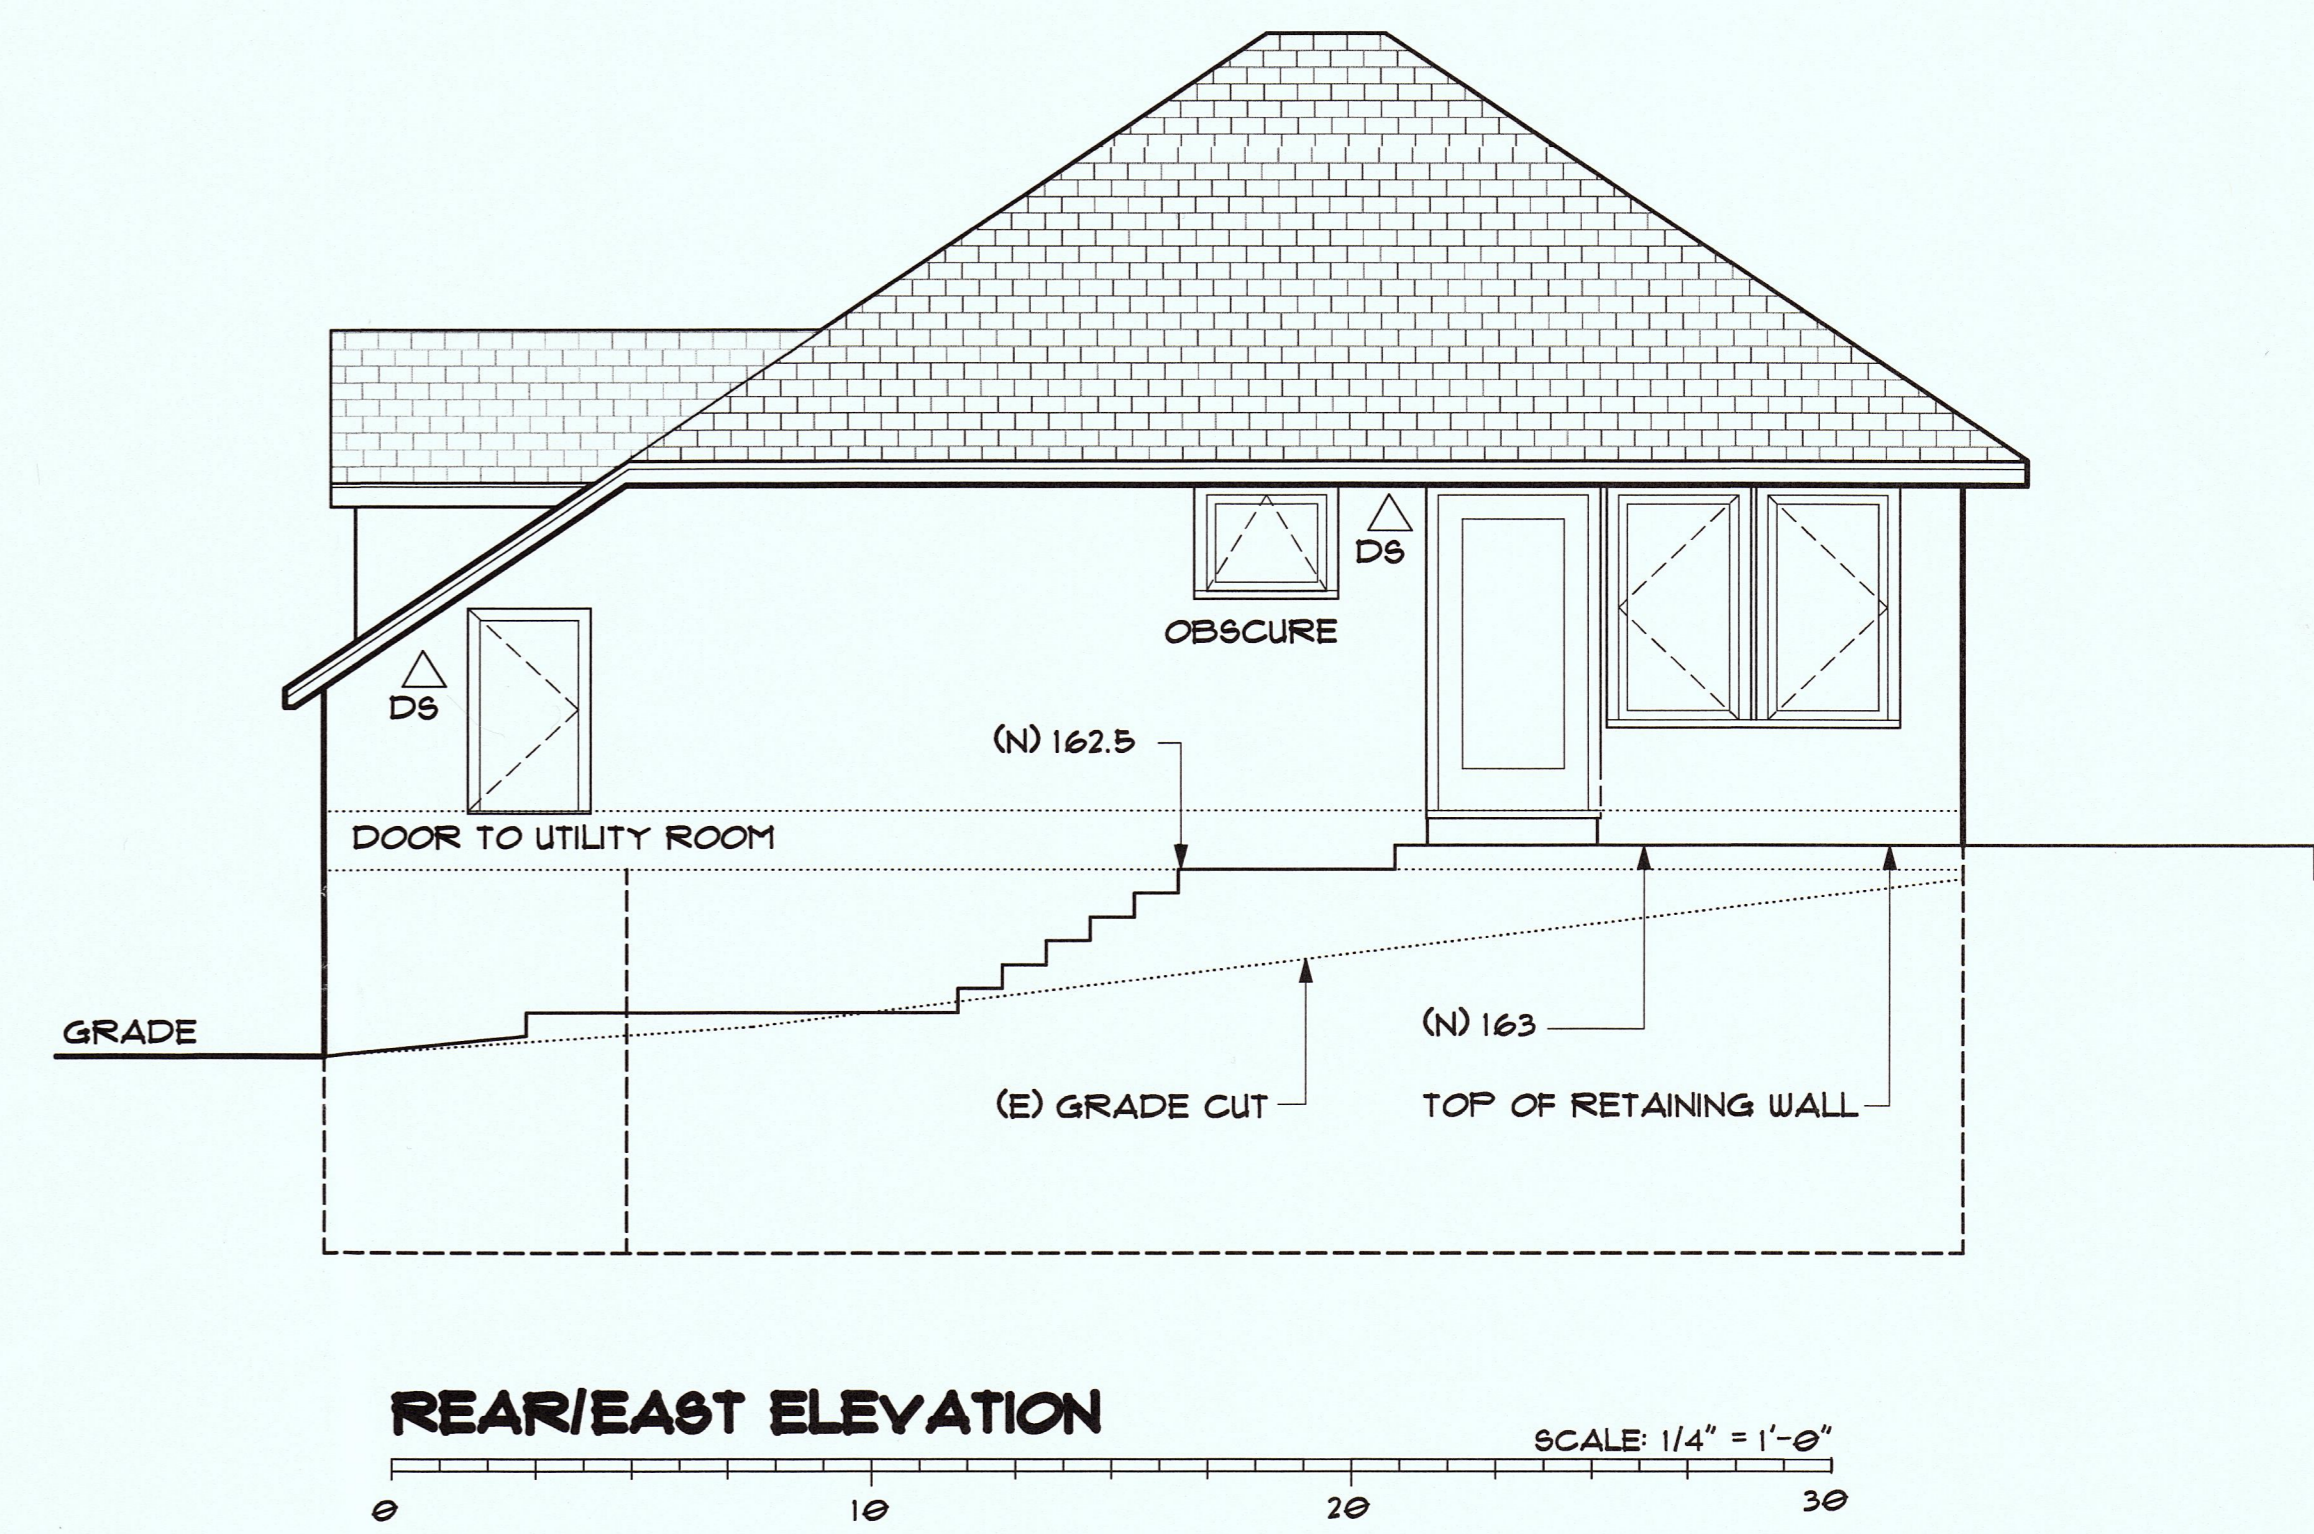 DS
OBSCURE
DS
(N) 162.5
DOOR TO UTILITY ROOM
GRADE
(N) 163
(E) GRADE CUT
TOP OF RETAINING WALL
REAR/EAST ELEVATION
SCALE: 1/4" = 1'-0"
0 10 20 30